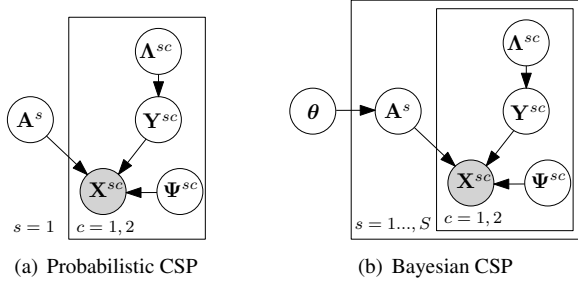 Λ^sc
A^s
Y^sc
X^sc
Ψ^sc
s = 1
c = 1, 2
(a) Probabilistic CSP
Λ^sc
θ
A^s
Y^sc
X^sc
Ψ^sc
s = 1..., S
c = 1, 2
(b) Bayesian CSP